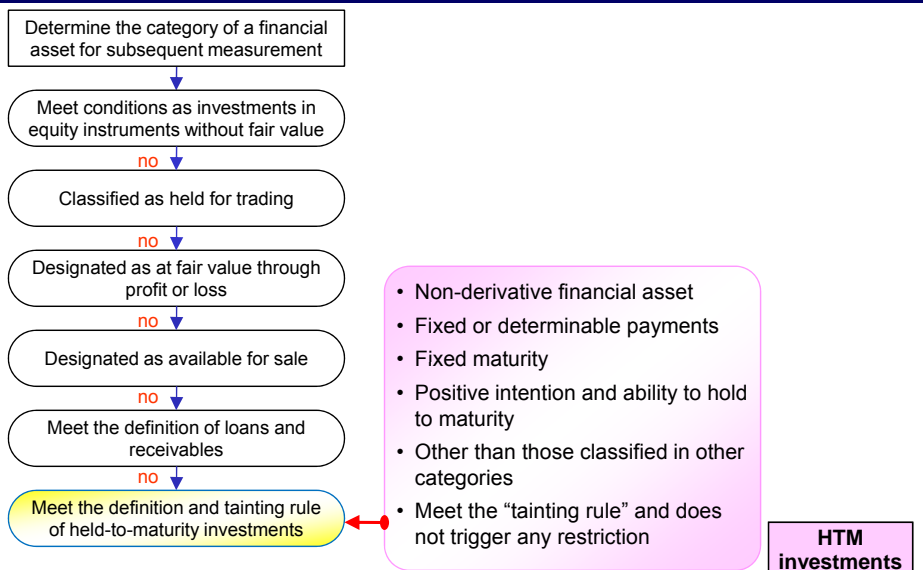 Determine the category of a financial
asset for subsequent measurement
Meet conditions as investments in
equity instruments without fair value
no
Classified as held for trading
no
Designated as at fair value through
profit or loss
no
Designated as available for sale
no
Meet the definition of loans and
receivables
no
Meet the definition and tainting rule
of held-to-maturity investments
• Non-derivative financial asset
• Fixed or determinable payments
• Fixed maturity
• Positive intention and ability to hold
to maturity
• Other than those classified in other
categories
• Meet the “tainting rule” and does
not trigger any restriction
HTM
investments